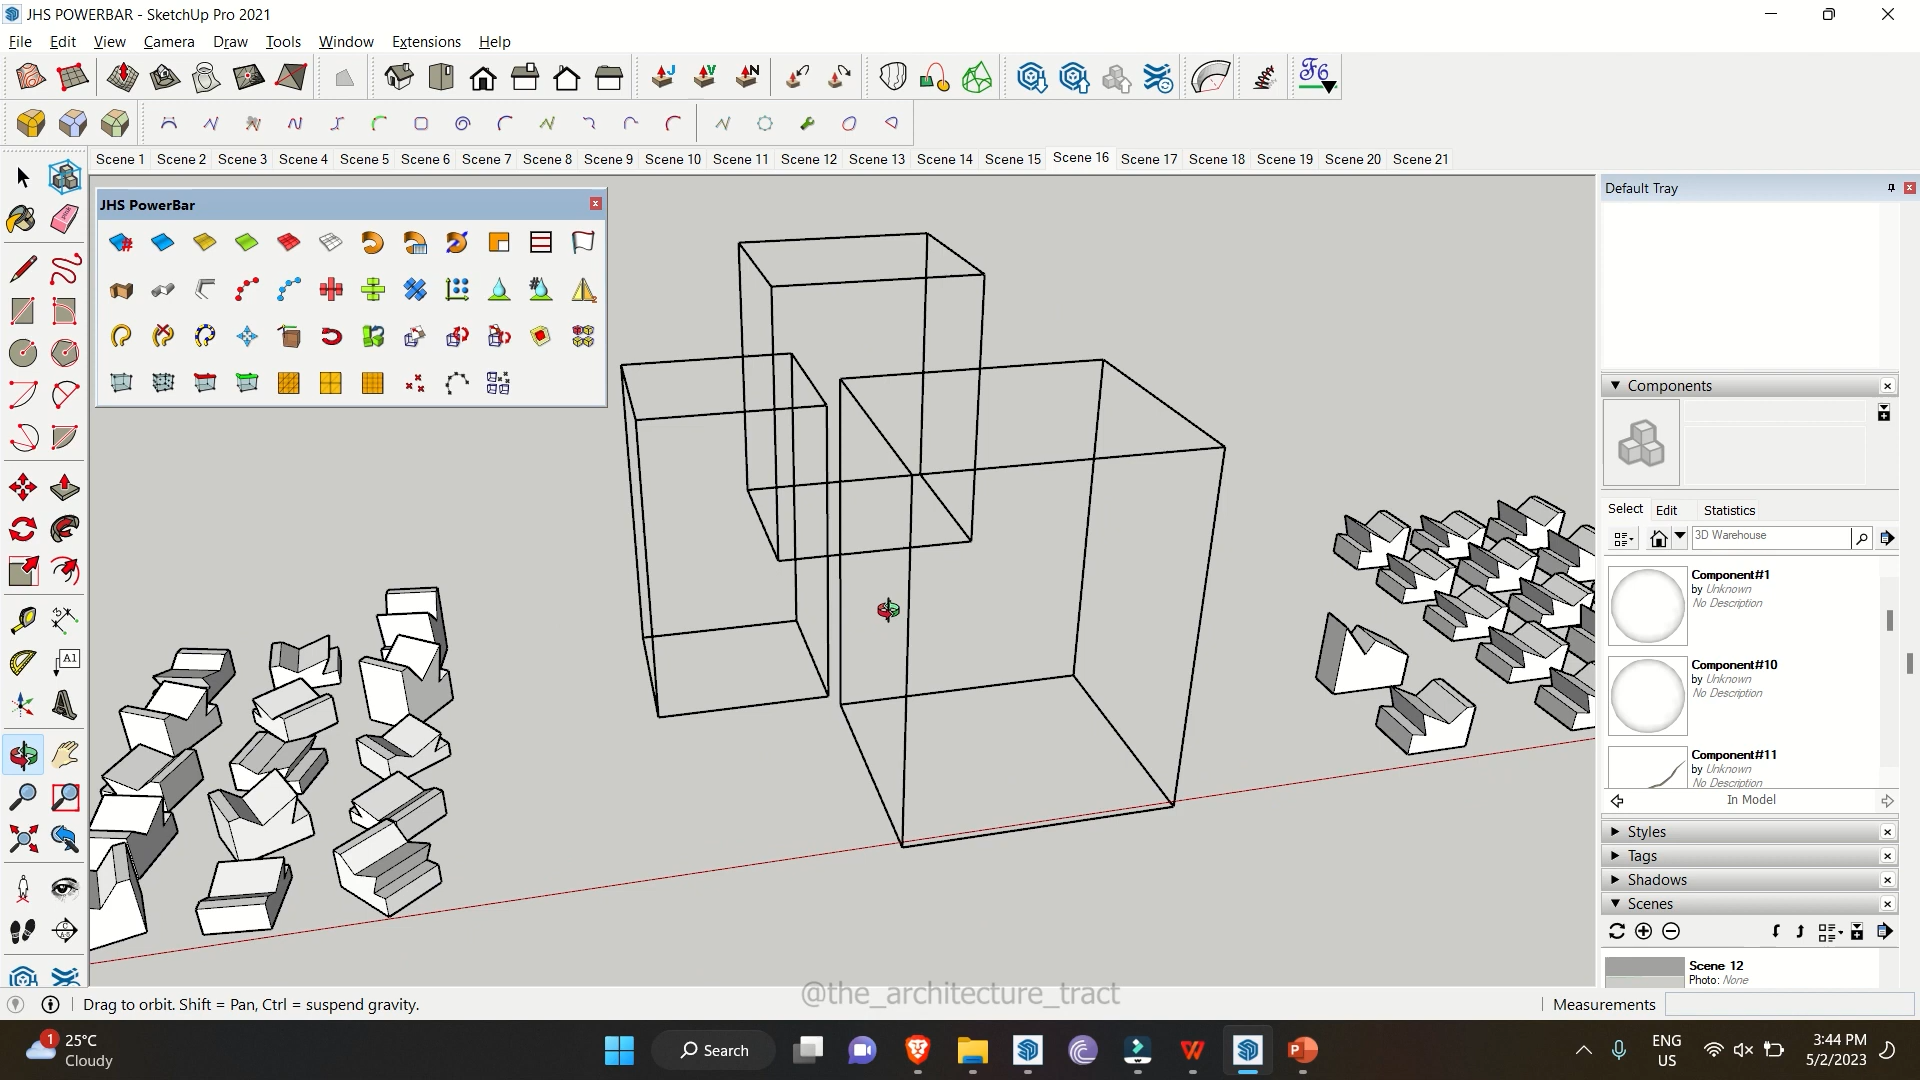 JHS POWERBAR - SketchUp Pro 2021
File Edit View Camera Draw Tools Window Extensions Help
J V N F6
Scene 1 Scene 2 Scene 3 Scene 4 Scene 5 Scene 6 Scene 7 Scene 8 Scene 9 Scene 10 Scene 11 Scene 12 Scene 13 Scene 14 Scene 15 Scene 16 Scene 17 Scene 18 Scene 19 Scene 20 Scene 21
JHS PowerBar
Default Tray
Components
Select Edit Statistics
3D Warehouse
Component#1
by Unknown
No Description
Component#10
by Unknown
No Description
Component#11
by Unknown
No Description
In Model
Styles
Tags
Shadows
Scenes
Scene 12
Photo: None
A1
@the_architecture_tract
Drag to orbit. Shift = Pan, Ctrl = suspend gravity.
Measurements
1
25°C
Cloudy
Search
ENG
US
3:44 PM
5/2/2023